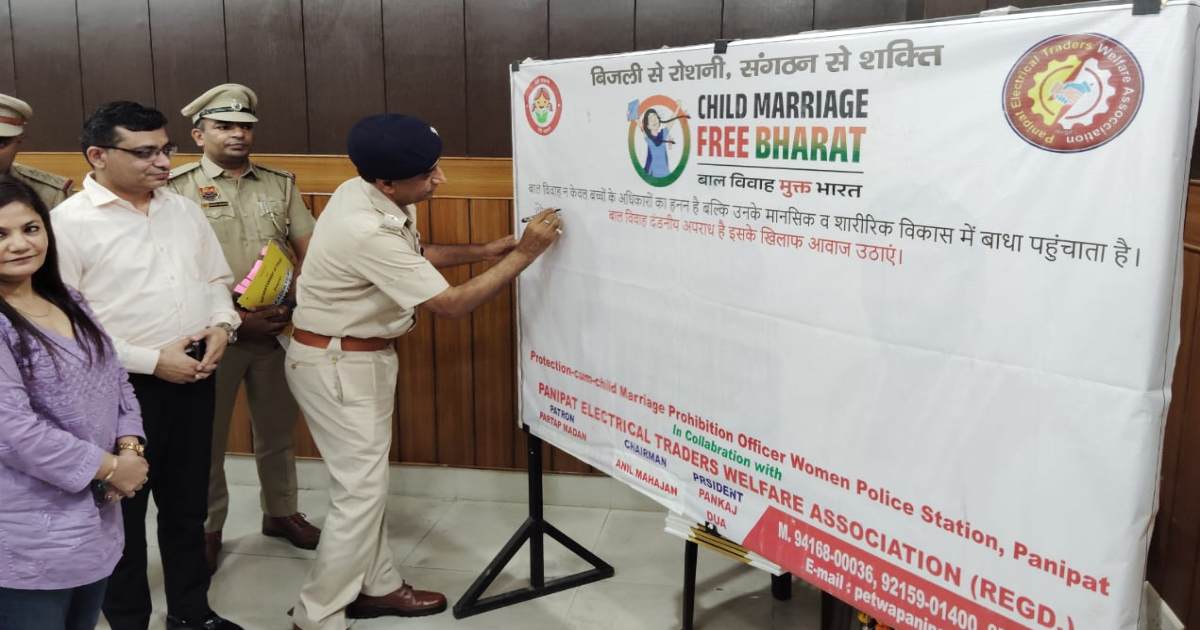 बिजली से रोशनी, संगठन से शक्ति
CHILD MARRIAGE
FREE BHARAT
बाल विवाह मुक्त भारत
Panipat Electrical Traders Welfare Assocciation
बाल विवाह न केवल बच्चों के अधिकारों का हनन है बल्कि उनके मानसिक व शारीरिक विकास में बाधा पहुंचाता है।
बाल विवाह दंडनीय अपराध है इसके खिलाफ आवाज उठाएं।
Protection-cum-child Marriage Prohibition Officer Women Police Station, Panipat
In Collabration with
PANIPAT ELECTRICAL TRADERS WELFARE ASSOCIATION (REGD.)
PATRON
PARTAP MADAN
CHAIRMAN
ANIL MAHAJAN
PRSIDENT
PANKAJ
DUA
M. 94168-00036, 92159-01400,
E-mail : petwapanip